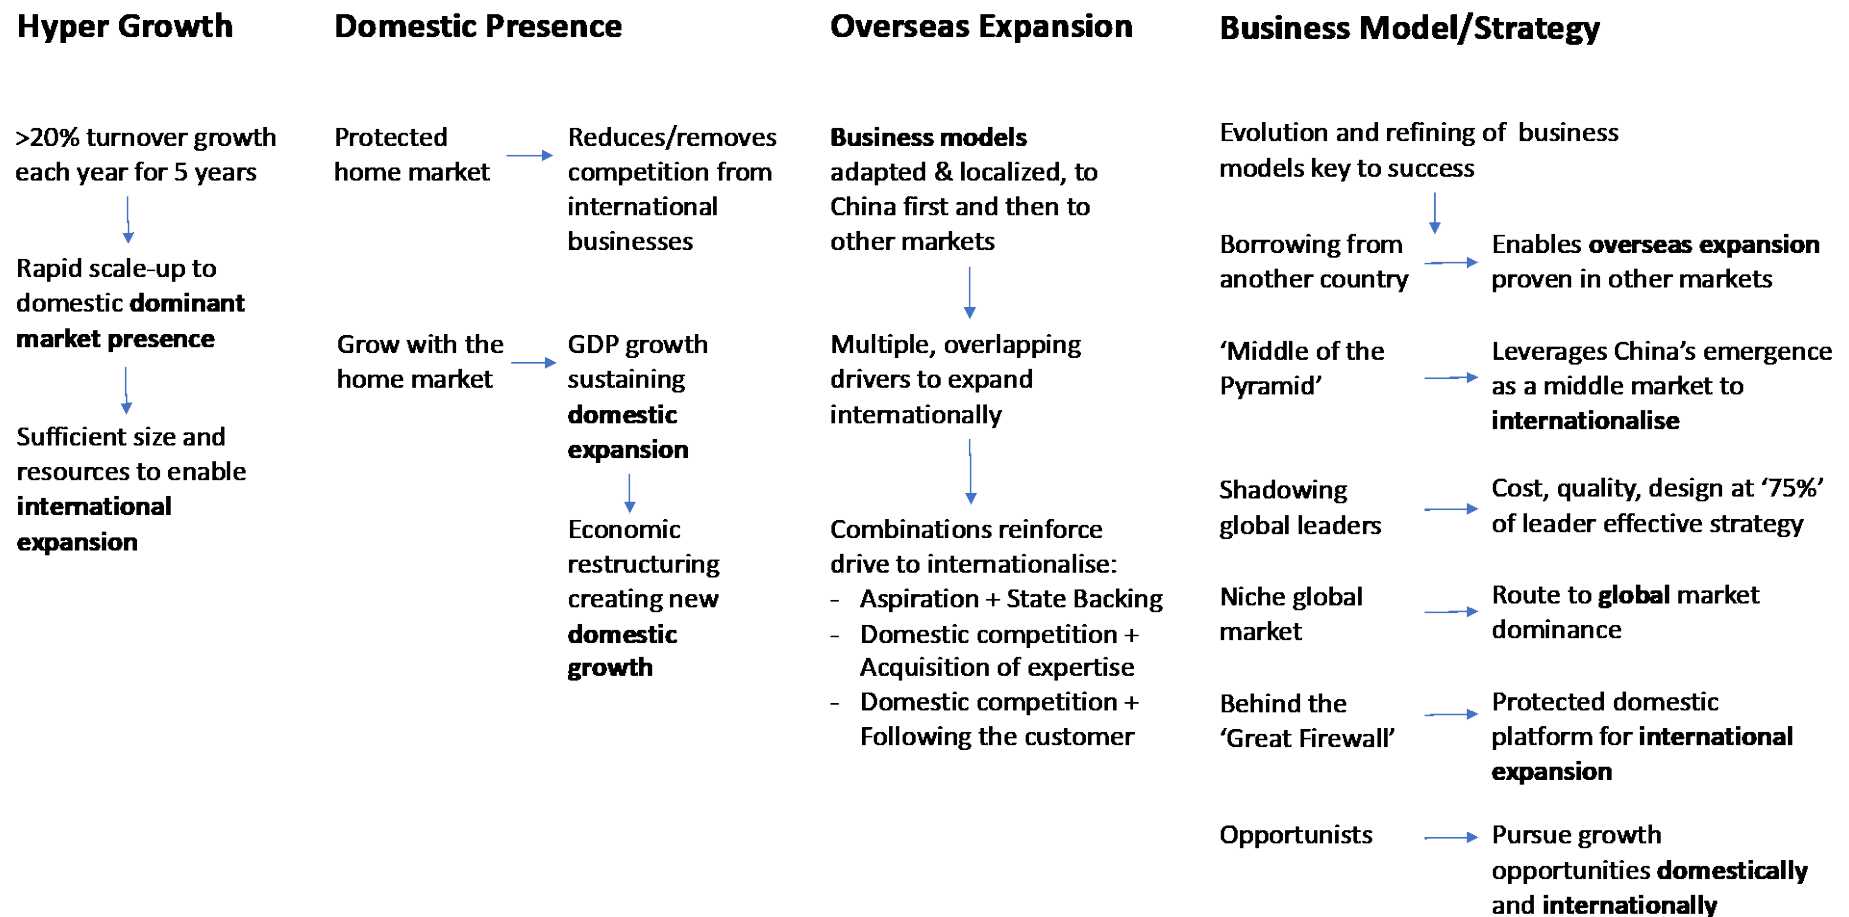 Hyper Growth
>20% turnover growth
each year for 5 years
Rapid scale-up to
domestic dominant
market presence
Sufficient size and
resources to enable
international
expansion
Domestic Presence
Protected
home market
Reduces/removes
competition from
international
businesses
Grow with the
home market
GDP growth
sustaining
domestic
expansion
Economic
restructuring
creating new
domestic
growth
Overseas Expansion
Business models
adapted & localized, to
China first and then to
other markets
Multiple, overlapping
drivers to expand
internationally
Combinations reinforce
drive to internationalise:
- Aspiration + State Backing
- Domestic competition +
Acquisition of expertise
- Domestic competition +
Following the customer
Business Model/Strategy
Evolution and refining of business
models key to success
Borrowing from
another country
Enables overseas expansion
proven in other markets
‘Middle of the
Pyramid’
Leverages China’s emergence
as a middle market to
internationalise
Shadowing
global leaders
Cost, quality, design at ‘75%’
of leader effective strategy
Niche global
market
Route to global market
dominance
Behind the
‘Great Firewall’
Protected domestic
platform for international
expansion
Opportunists
Pursue growth
opportunities domestically
and internationally